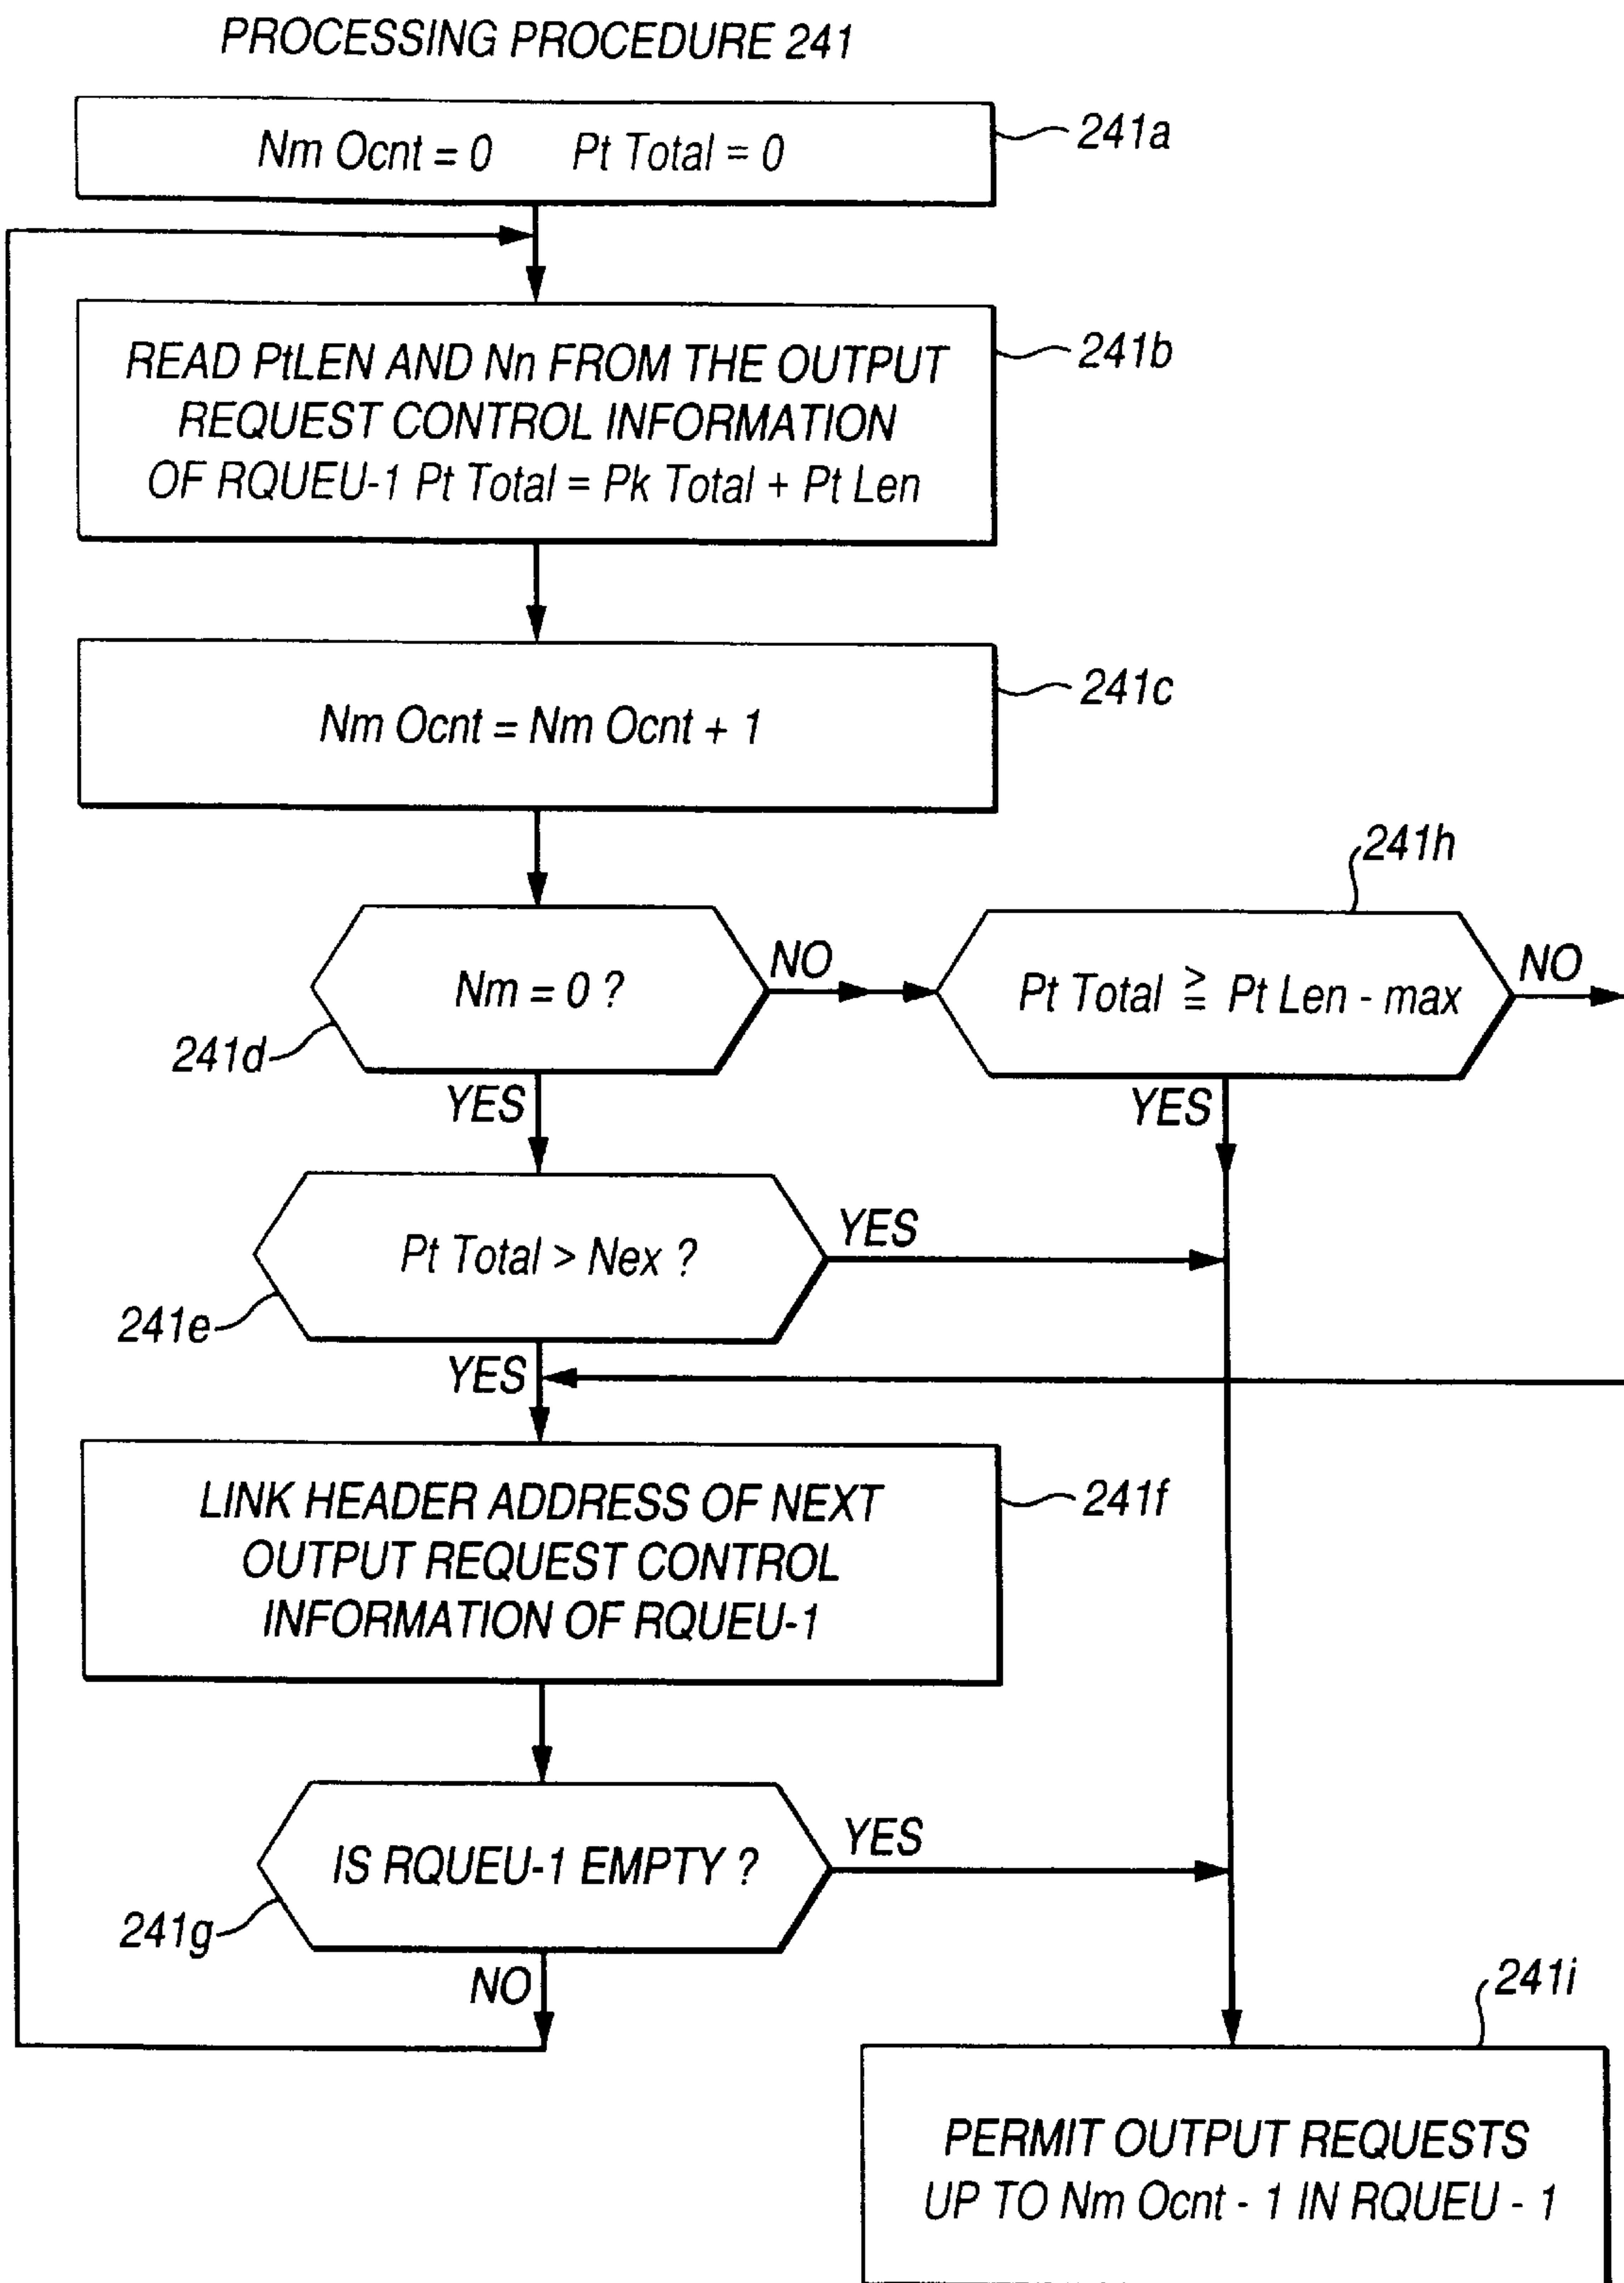 PROCESSING PROCEDURE 241
Nm Ocnt = 0 Pt Total = 0
241a
READ PtLEN AND Nn FROM THE OUTPUT
REQUEST CONTROL INFORMATION
OF RQUEU-1 Pt Total = Pk Total + Pt Len
241b
Nm Ocnt = Nm Ocnt + 1
241c
241h
Nm = 0 ?
NO
Pt Total ≧ Pt Len - max
NO
241d
YES
YES
Pt Total > Nex ?
YES
241e
YES
LINK HEADER ADDRESS OF NEXT
OUTPUT REQUEST CONTROL
INFORMATION OF RQUEU-1
241f
IS RQUEU-1 EMPTY ?
YES
241g
NO
241i
PERMIT OUTPUT REQUESTS
UP TO Nm Ocnt - 1 IN RQUEU - 1